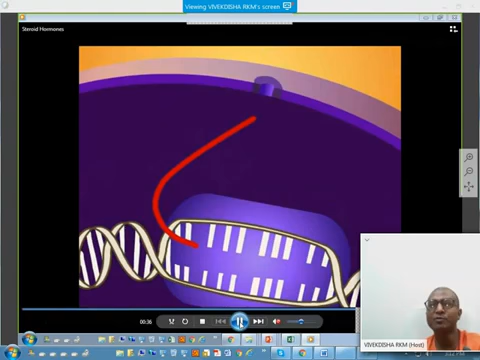 Viewing VIVEKDISHA RKM's screen
Steroid Hormones
00:36
VIVEKDISHA RKM (Host)